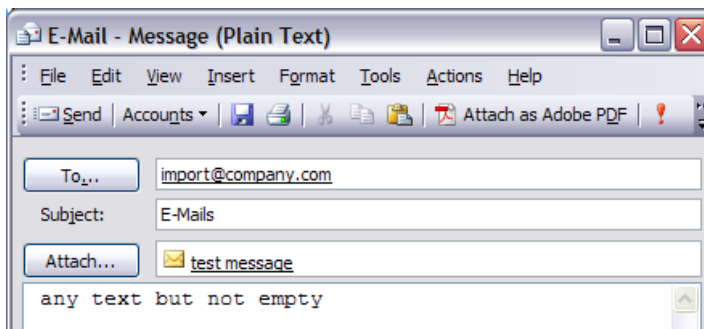 E-Mail - Message (Plain Text)
File Edit View Insert Format Tools Actions Help
Send Accounts Attach as Adobe PDF
To... import@company.com
Subject: E-Mails
Attach... test message
any text but not empty